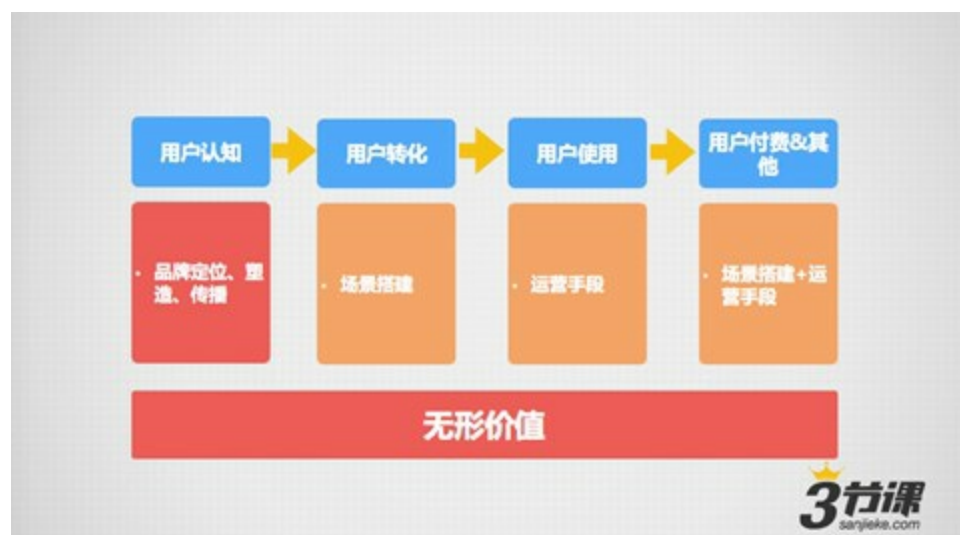 用户认知
用户转化
用户使用
用户付费&其
他
• 品牌定位、塑
造、传播
• 场景搭建
• 运营手段
• 场景搭建+运
营手段
无形价值
3节课
sanjieke.com